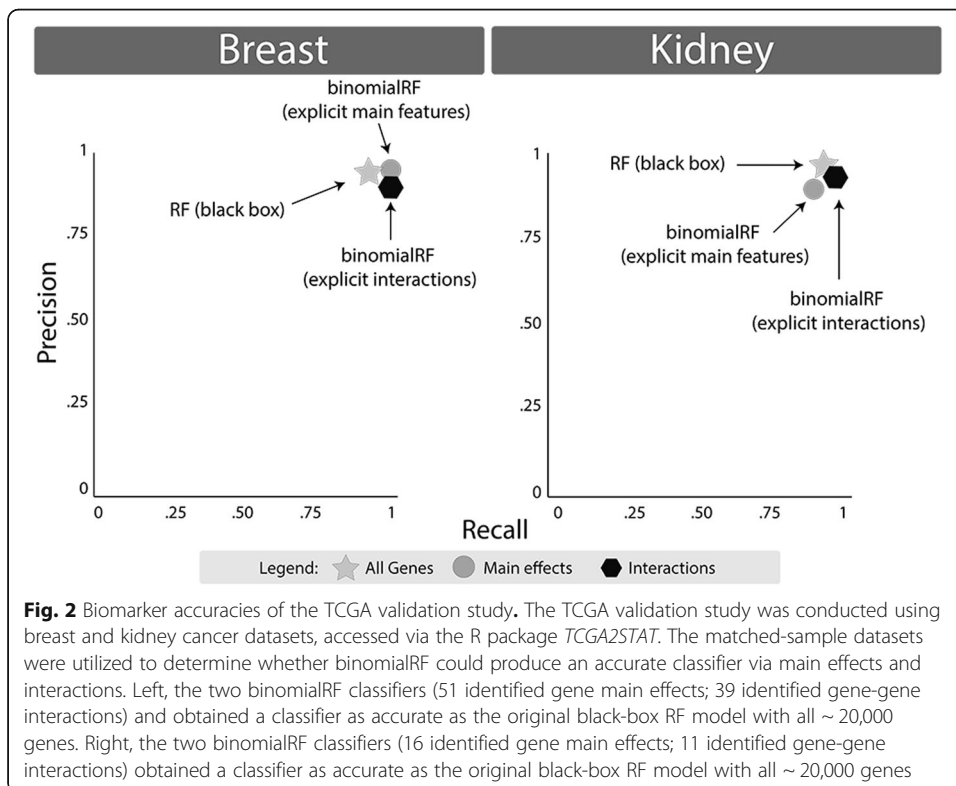 Breast
Kidney
binomialRF
(explicit main features)
RF (black box)
binomialRF
(explicit interactions)
Precision
1
.75
.50
.25
0
0
.25
.50
.75
1
RF (black box)
binomialRF
(explicit main features)
binomialRF
(explicit interactions)
1
.75
.50
.25
0
0
.25
.50
.75
1
Recall
Legend: All Genes Main effects Interactions
Fig. 2 Biomarker accuracies of the TCGA validation study. The TCGA validation study was conducted using
breast and kidney cancer datasets, accessed via the R package TCGA2STAT. The matched-sample datasets
were utilized to determine whether binomialRF could produce an accurate classifier via main effects and
interactions. Left, the two binomialRF classifiers (51 identified gene main effects; 39 identified gene-gene
interactions) and obtained a classifier as accurate as the original black-box RF model with all ~ 20,000
genes. Right, the two binomialRF classifiers (16 identified gene main effects; 11 identified gene-gene
interactions) obtained a classifier as accurate as the original black-box RF model with all ~ 20,000 genes